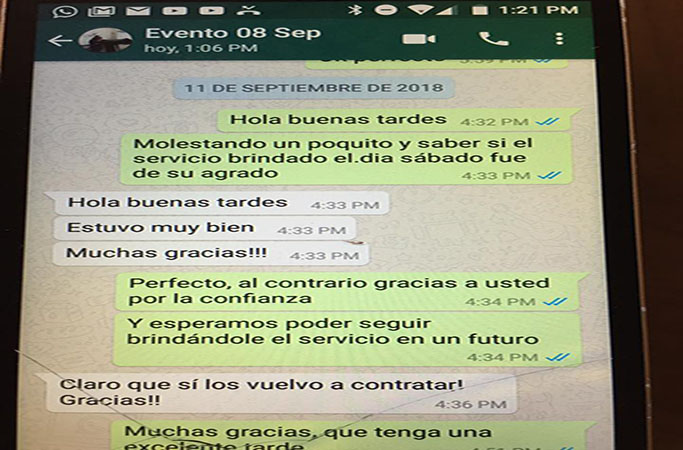 1:21 PM
Evento 08 Sep
hoy, 1:06 PM
11 DE SEPTIEMBRE DE 2018
Hola buenas tardes 4:32 PM
Molestando un poquito y saber si el
servicio brindado el.dia sábado fue
de su agrado
4:33 PM
Hola buenas tardes 4:33 PM
Estuvo muy bien 4:33 PM
Muchas gracias!!! 4:33 PM
Perfecto, al contrario gracias a usted
por la confianza
4:34 PM
Y esperamos poder seguir
brindándole el servicio en un futuro
4:34 PM
Claro que sí los vuelvo a contratar!
Gracias!!
4:36 PM
Muchas gracias, que tenga una
excelente tarde